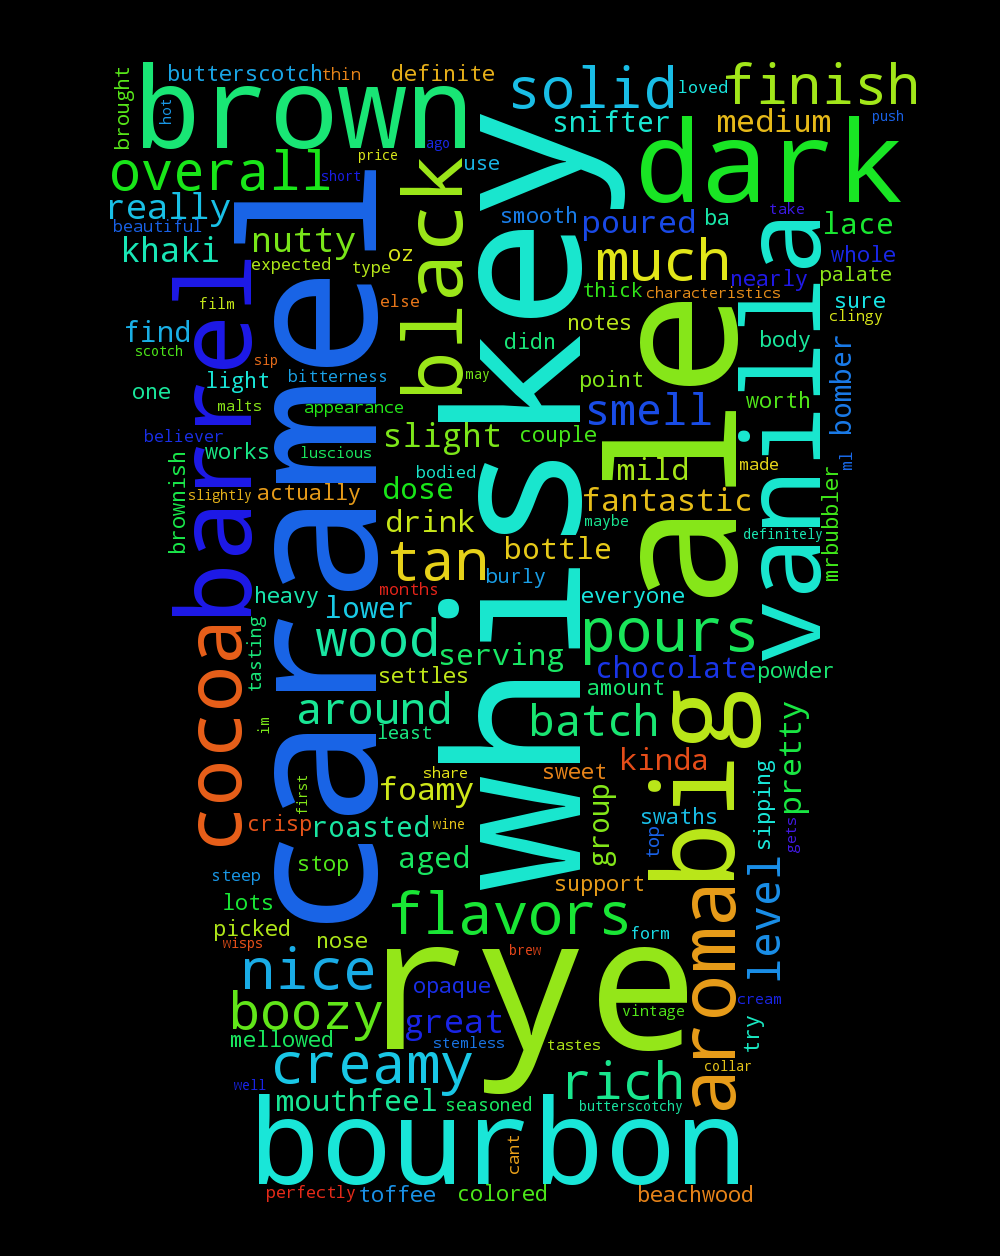 brought
butterscotch
thin
definite
solid
loved
finish
brown
hot
snifter
medium
push
overall
short
price
ago
black
use
dark
really
beautiful
khaki
nutty
expected
type
oz
else
smooth
poured
ba
take
lace
much
nearly
whole
palate
thick
characteristics
sure
clingy
find
scotch
film
sip
didn
notes
body
bomber
one
light
malts
bitterness
appearance
may
point
worth
smell
believer
works
luscious
slight
couple
ml
brownish
slightly
actually
barrel
caramel
bodied
dose
whiskey
ale
vanilla
mild
made
fantastic
maybe
definitely
mrbubbler
drink
bottle
tan
burly
months
heavy
lower
everyone
wood
serving
pours
cocoa
tasting
settles
chocolate
powder
amount
around
batch
im
least
big
pretty
share
sweet
kinda
foamy
first
group
swaths
sipping
gets
crisp
roasted
wine
top
stop
aged
support
steep
lots
flavors
level
picked
wisps
nose
brew
form
aroma
nice
opaque
rye
cream
boozy
great
vintage
mellowed
stemless
tastes
try
creamy
collar
well
rich
mouthfeel
seasoned
butterscotchy
bourbon
cant
perfectly
toffee
colored
beachwood